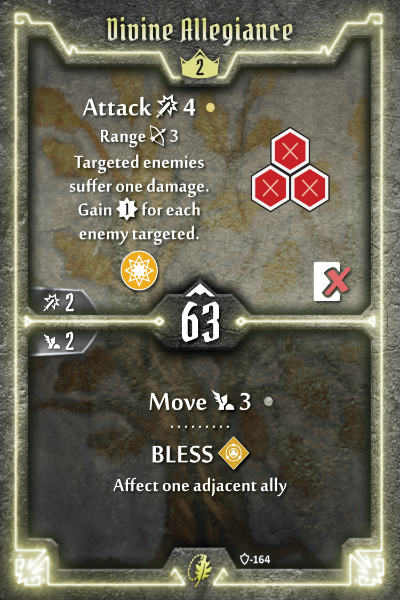 Divine Allegiance
2
Attack 4
Range 3
Targeted enemies
suffer one damage.
Gain 1 for each
enemy targeted.
2
63
2
Move 3
BLESS
Affect one adjacent ally
-164